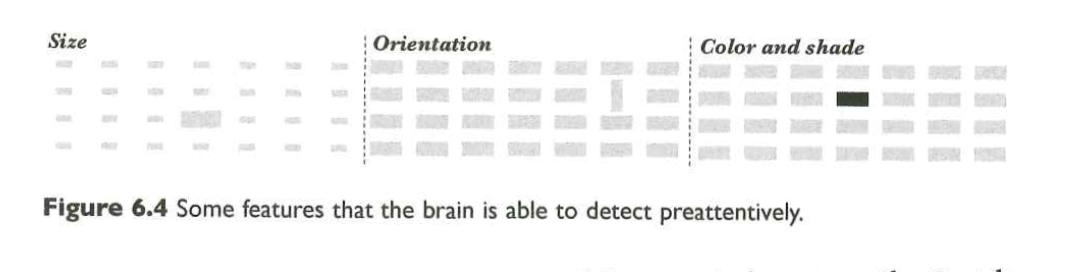 Size
Orientation
Color and shade
Figure 6.4 Some features that the brain is able to detect preattentively.